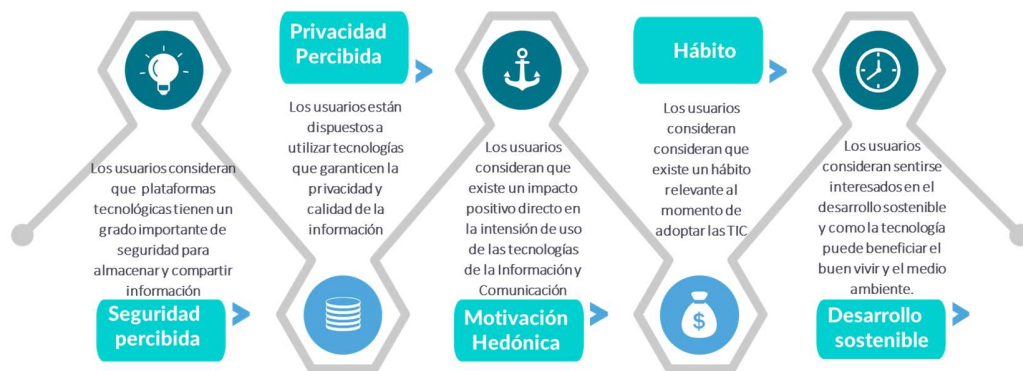 Los usuarios consideran
que plataformas
tecnológicas tienen un
grado importante de
seguridad para
almacenar y compartir
información
Seguridad
percibida
Privacidad
Percibida
Los usuarios están
dispuestos a
utilizar tecnologías
que garanticen la
privacidad y
calidad de la
información
Los usuarios
consideran que
existe un impacto
positivo directo en
la intensión de uso
de las tecnologías
de la Información y
Comunicación
Motivación
Hedónica
Hábito
Los usuarios
consideran
consideran que
existe un hábito
relevante al
momento de
adoptar las TIC
Los usuarios
consideran sentirse
interesados en el
desarrollo sostenible
y como la tecnología
puede beneficiar el
buen vivir y el medio
ambiente.
Desarrollo
sostenible
$